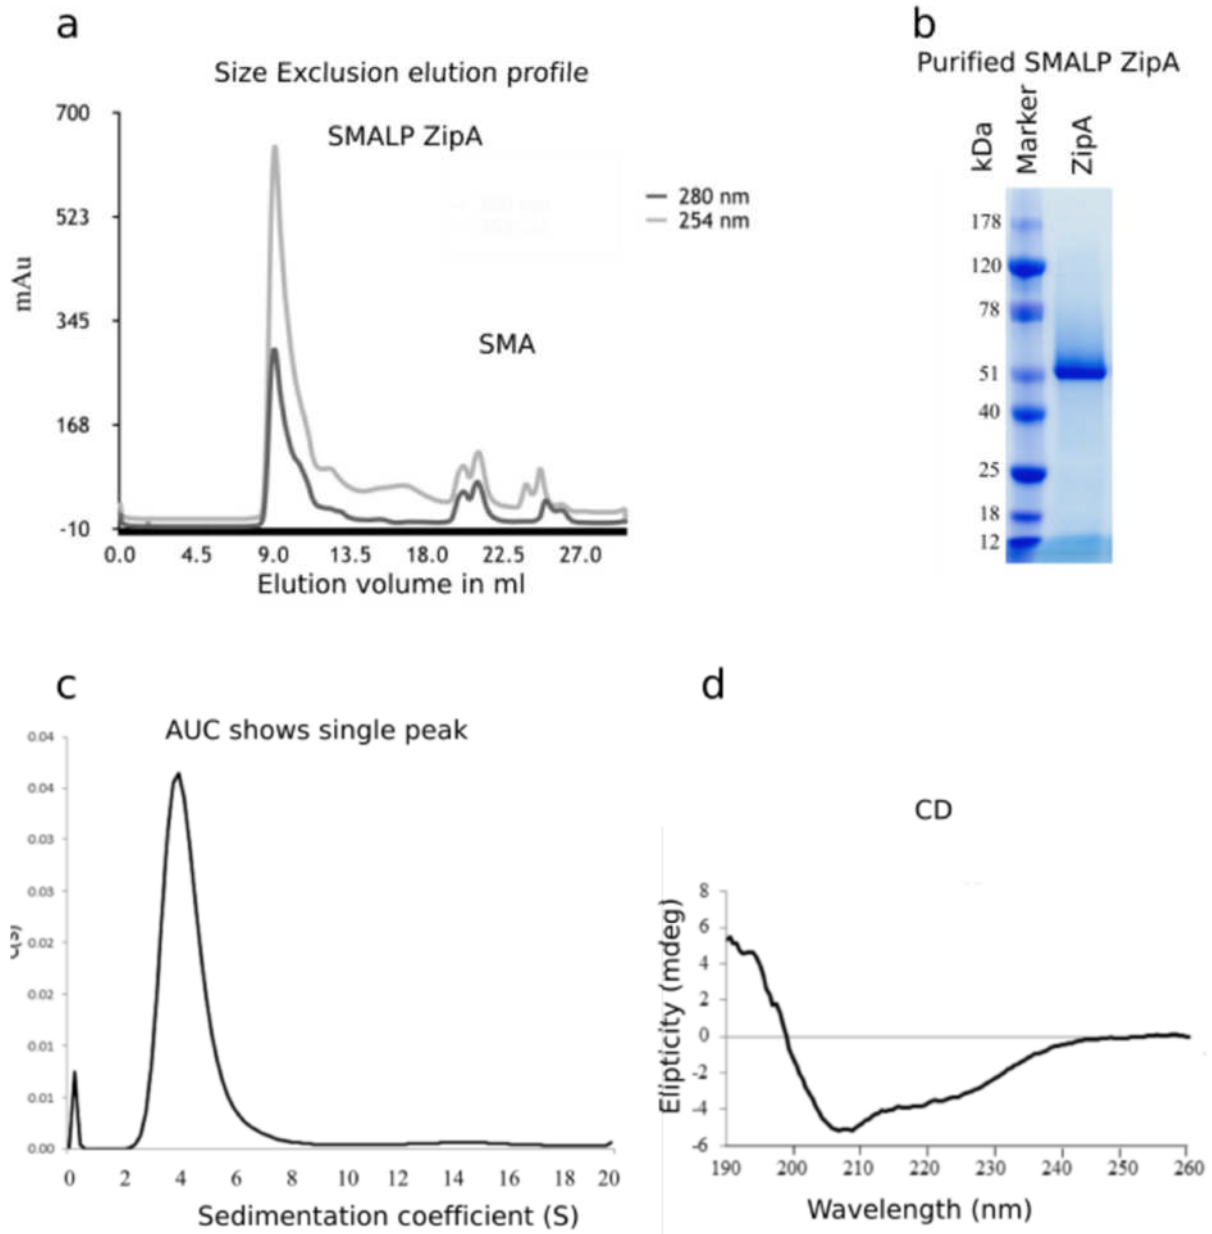 a
Size Exclusion elution profile
SMALP ZipA
SMA
280 nm
254 nm
mAu
700
523
345
168
-10
0.0 4.5 9.0 13.5 18.0 22.5 27.0
Elution volume in ml
b
Purified SMALP ZipA
kDa Marker ZipA
178
120
78
51
40
25
18
12
c
AUC shows single peak
0.04
0.04
0.03
0.03
0.02
0.02
0.01
0.01
0.00
0 2 4 6 8 10 12 14 16 18 20
Sedimentation coefficient (S)
d
CD
Elipticity (mdeg)
8
6
4
2
0
-2
-4
-6
190 200 210 220 230 240 250 260
Wavelength (nm)